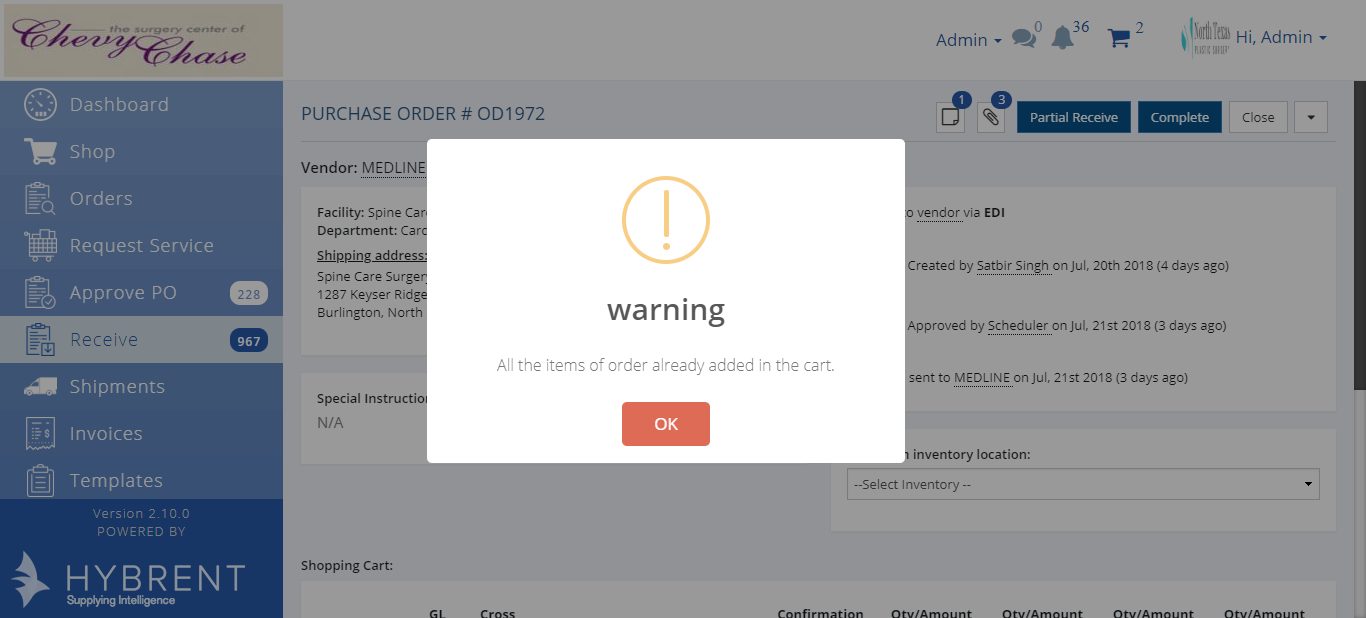 the surgery center of
Chevy Chase
Admin
0
36
2
North Texas
PLASTIC SURGERY
Hi, Admin
Dashboard
Shop
Orders
Request Service
Approve PO 228
Receive 967
Shipments
Invoices
Templates
Version 2.10.0
POWERED BY
HYBRENT
Supplying Intelligence
PURCHASE ORDER # OD1972
1
3
Partial Receive
Complete
Close
Vendor: MEDLINE
Facility: Spine Car
Department: Card
Shipping address:
Spine Care Surgery
1287 Keyser Ridge
Burlington, North
Special Instruction
N/A
to vendor via EDI
Created by Satbir Singh on Jul, 20th 2018 (4 days ago)
Approved by Scheduler on Jul, 21st 2018 (3 days ago)
sent to MEDLINE on Jul, 21st 2018 (3 days ago)
n inventory location:
--Select Inventory --
warning
All the items of order already added in the cart.
OK
Shopping Cart:
GL Cross Confirmation Qty/Amount Qty/Amount Qty/Amount Qty/Amount